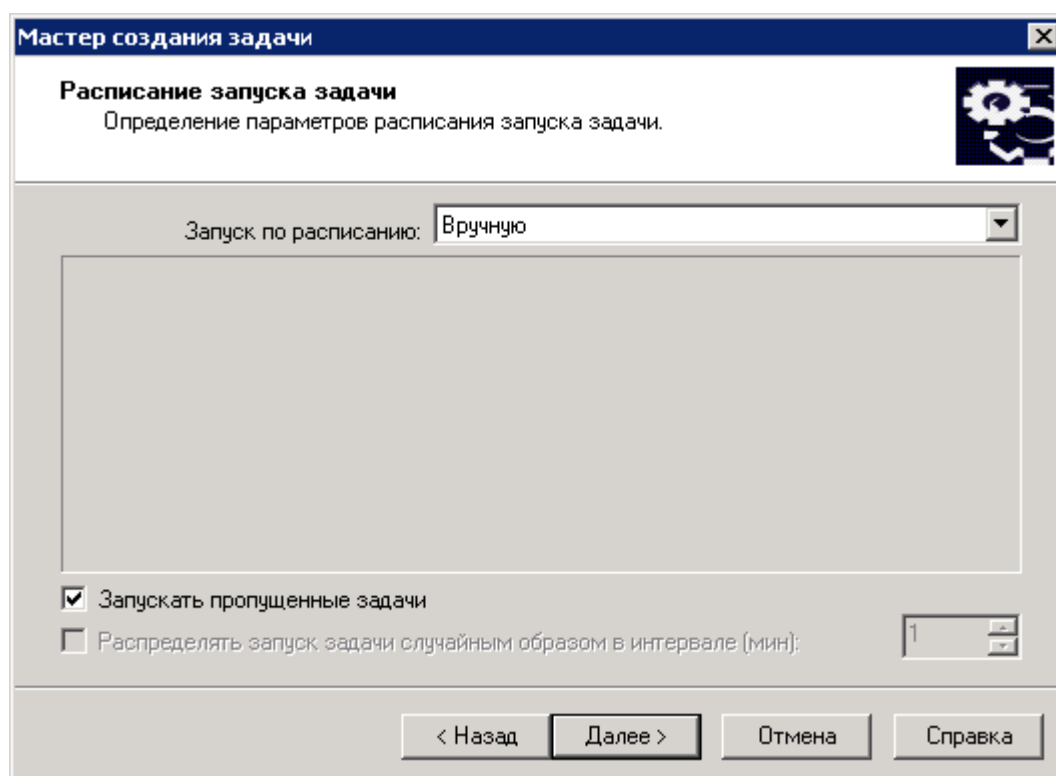 Мастер создания задачи
Расписание запуска задачи
Определение параметров расписания запуска задачи.
Запуск по расписанию: Вручную
Запускать пропущенные задачи
Распределять запуск задачи случайным образом в интервале (мин): 1
< Назад Далее > Отмена Справка